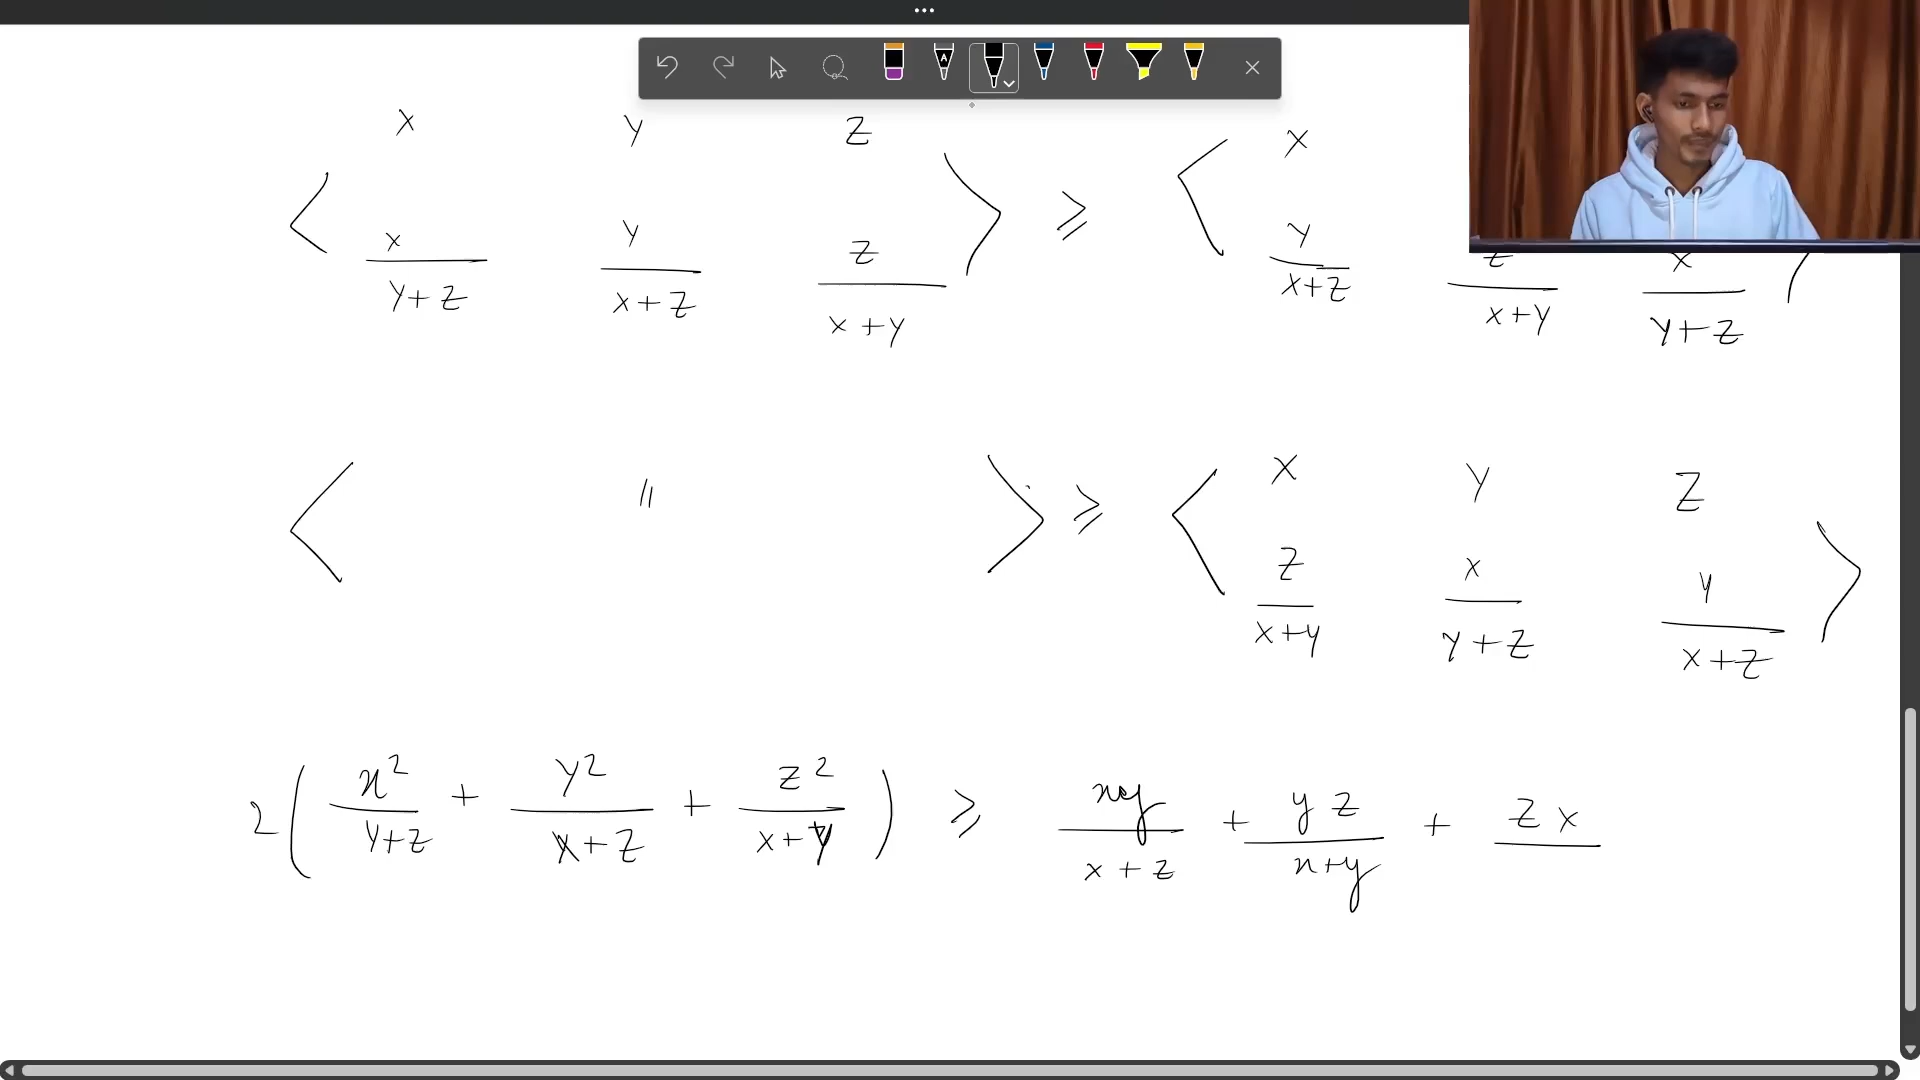 X Y Z X
< X/(Y+Z) Y/(X+Z) Z/(X+Y) > ≥ < Y/(X+Z) Z/(X+Y) X/(Y+Z) >
< 〃 > ≥ < X Y Z
Z/(X+Y) X/(Y+Z) Y/(X+Z) >
2( x²/(Y+Z) + Y²/(X+Z) + Z²/(X+Y) ) ≥ xy/(x+z) + yz/(x+y) + zx/